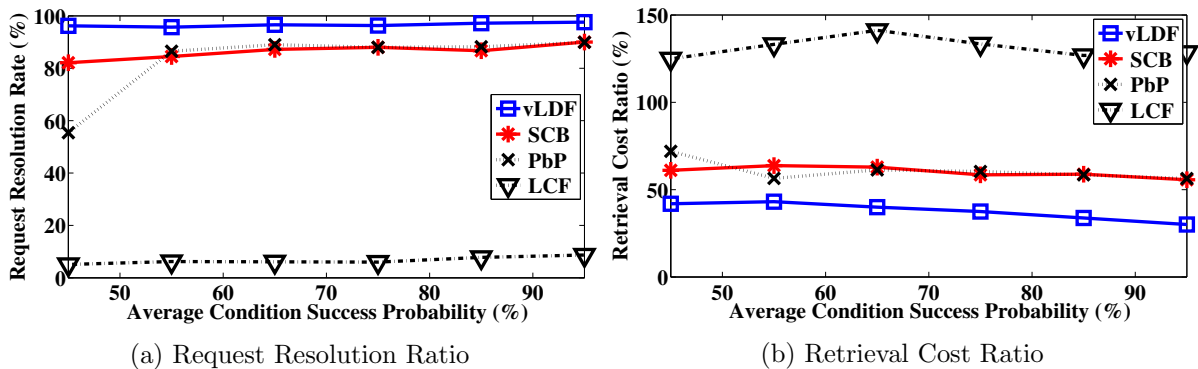 100
80
60
40
20
0
Request Resolution Rate (%)
vLDF
SCB
PbP
LCF
50 60 70 80 90
Average Condition Success Probability (%)
(a) Request Resolution Ratio
150
100
50
0
Retrieval Cost Ratio (%)
vLDF
SCB
PbP
LCF
50 60 70 80 90
Average Condition Success Probability (%)
(b) Retrieval Cost Ratio